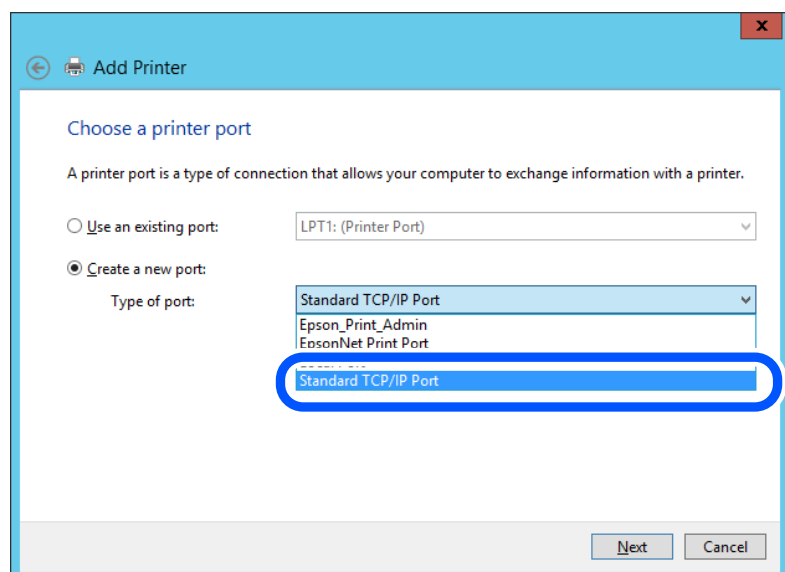 x
Add Printer
Choose a printer port
A printer port is a type of connection that allows your computer to exchange information with a printer.
Use an existing port: LPT1: (Printer Port)
Create a new port:
Type of port: Standard TCP/IP Port
Epson_Print_Admin
EpsonNet Print Port
Standard TCP/IP Port
Next Cancel